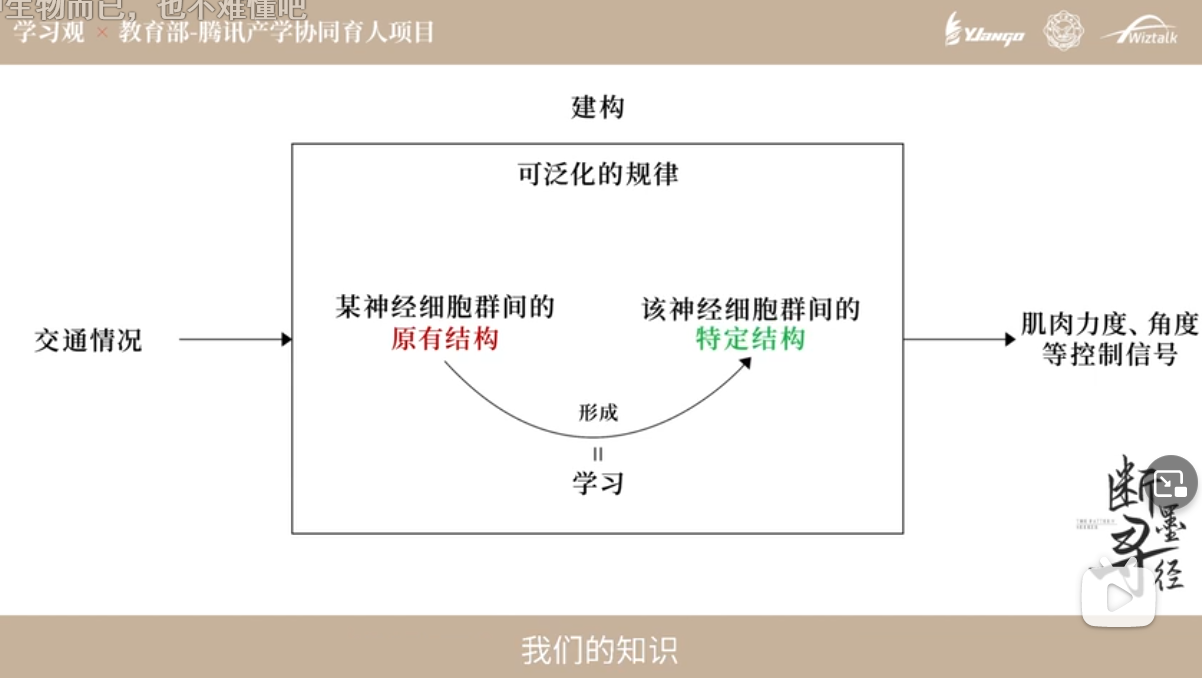 生物而已，也不难懂吧
学习观 × 教育部-腾讯产学协同育人项目
YJango
Wiztalk
建构
可泛化的规律
某神经细胞群间的
原有结构
该神经细胞群间的
特定结构
交通情况
肌肉力度、角度
等控制信号
形成
=
学习
断
墨
寻
径
我们的知识